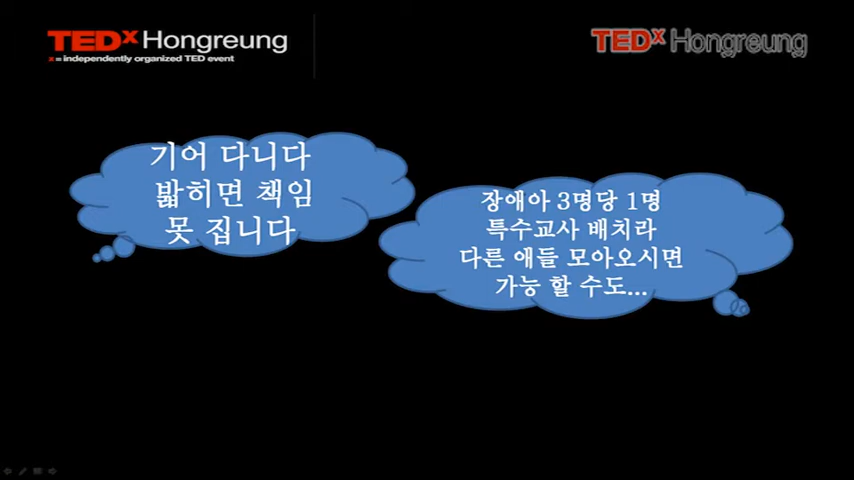 TEDx Hongreung
x = independently organized TED event
TEDx Hongreung
기어 다니다
밟히면 책임
못 집니다
장애아 3명당 1명
특수교사 배치라
다른 애들 모아오시면
가능 할 수도...